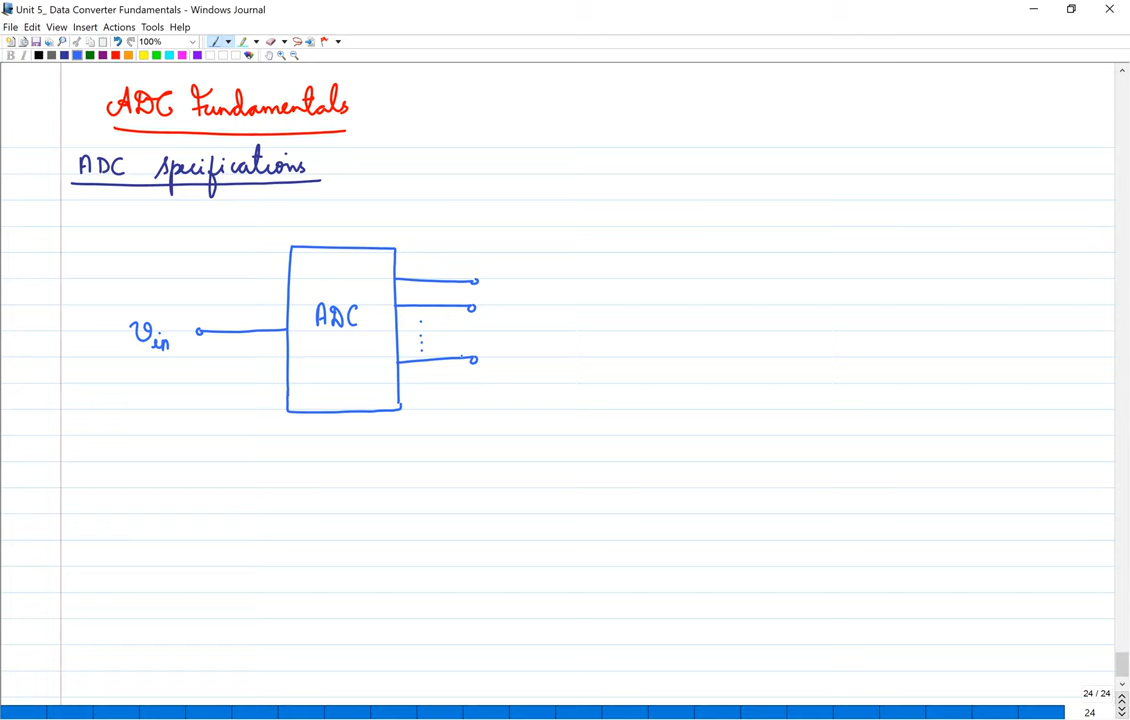 Unit 5_ Data Converter Fundamentals - Windows Journal
File Edit View Insert Actions Tools Help
100%
B I
ADC Fundamentals
ADC specifications
ADC
Vin
24 / 24
24